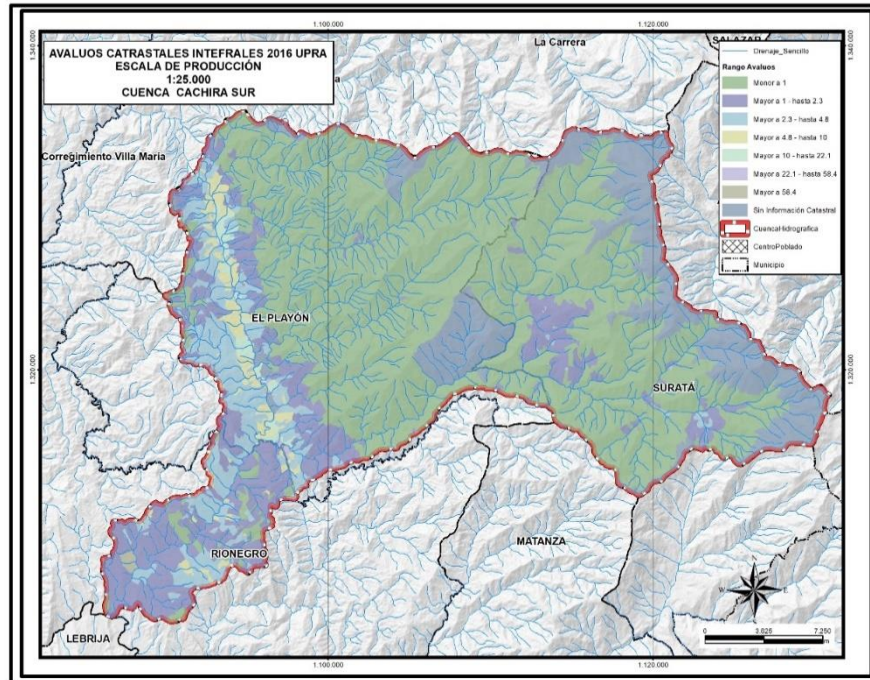 AVALUOS CATRASTALES INTEFRALES 2016 UPRA
ESCALA DE PRODUCCIÓN
1:25.000
CUENCA CACHIRA SUR
1.100.000
1.120.000
1.340.000
1.340.000
La Carrera
SALAZAR
Drenaje_Sencillo
Rango Avaluos
Menor a 1
Mayor a 1 - hasta 2.3
Mayor a 2.3 - hasta 4.8
Mayor a 4.8 - hasta 10
Mayor a 10 - hasta 22.1
Mayor a 22.1 - hasta 58.4
Mayor a 58.4
Sin Información Catastral
CuencaHidrografica
CentroPoblado
Municipio
Corregimiento Villa María
EL PLAYÓN
1.320.000
1.320.000
SURATÁ
MATANZA
RIONEGRO
LEBRIJA
N
W
E
S
0
3.625
7.250
m
1.100.000
1.120.000